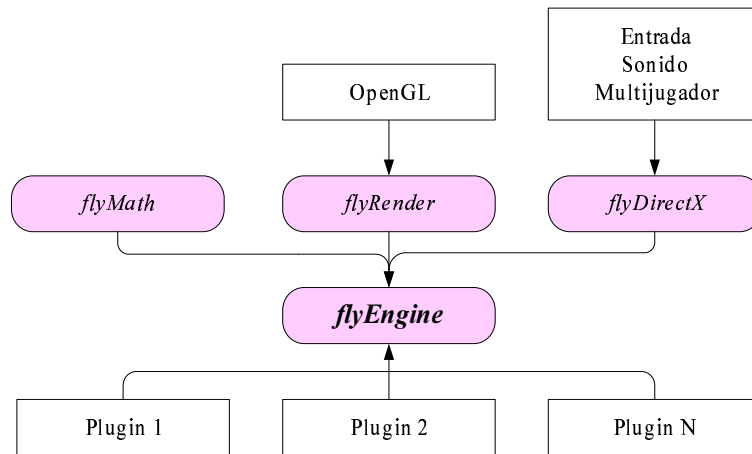 Entrada
Sonido
Multijugador
OpenGL
flyMath
flyRender
flyDirectX
flyEngine
Plugin 1
Plugin 2
Plugin N